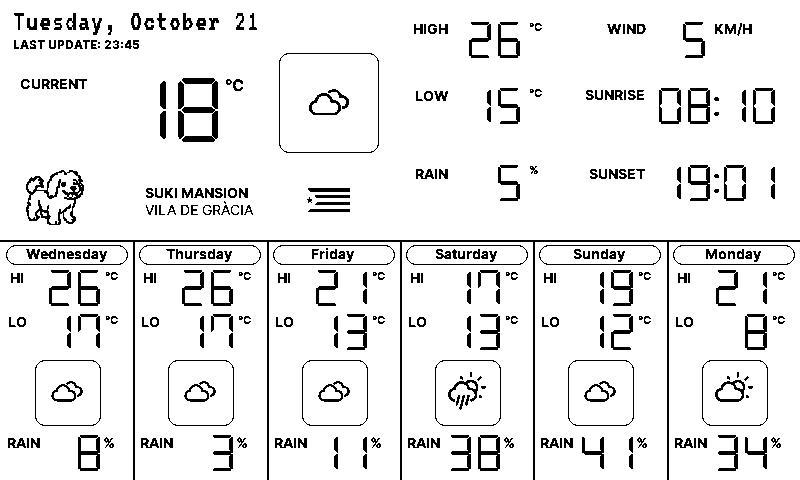 Tuesday, October 21
LAST UPDATE: 23:45
CURRENT 18 °C
HIGH 26 °C
WIND 5 KM/H
LOW 15 °C
SUNRISE 08:10
RAIN 5 %
SUNSET 19:01
SUKI MANSION
VILA DE GRÀCIA
Wednesday
HI 26 °C
LO 17 °C
RAIN 8 %
Thursday
HI 26 °C
LO 17 °C
RAIN 3 %
Friday
HI 21 °C
LO 13 °C
RAIN 11 %
Saturday
HI 17 °C
LO 13 °C
RAIN 38 %
Sunday
HI 19 °C
LO 12 °C
RAIN 41 %
Monday
HI 21 °C
LO 8 °C
RAIN 34 %